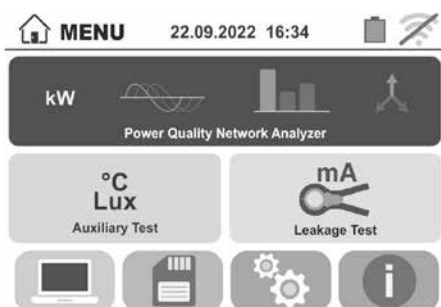 MENU 22.09.2022 16:34
kW
Power Quality Network Analyzer
°C
Lux
Auxiliary Test
mA
Leakage Test
i